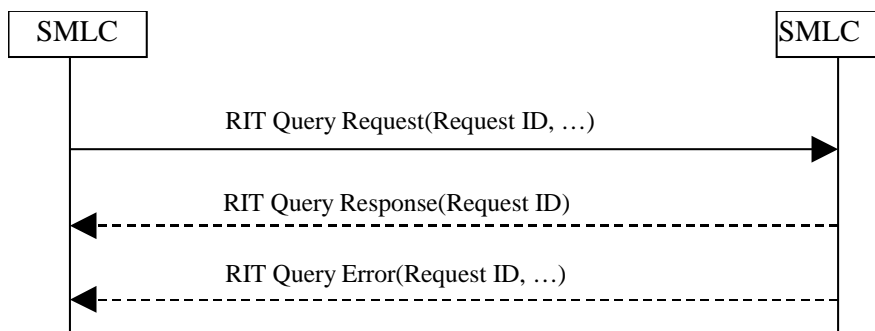 SMLC
SMLC
RIT Query Request(Request ID, …)
RIT Query Response(Request ID)
RIT Query Error(Request ID, …)